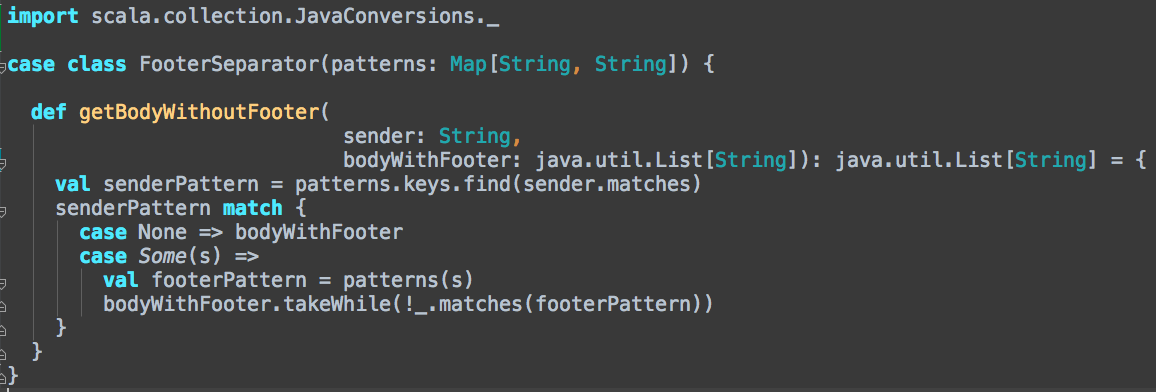 import scala.collection.JavaConversions._
case class FooterSeparator(patterns: Map[String, String]) {
def getBodyWithoutFooter(
sender: String,
bodyWithFooter: java.util.List[String]): java.util.List[String] = {
val senderPattern = patterns.keys.find(sender.matches)
senderPattern match {
case None => bodyWithFooter
case Some(s) =>
val footerPattern = patterns(s)
bodyWithFooter.takeWhile(!_.matches(footerPattern))
}
}
}